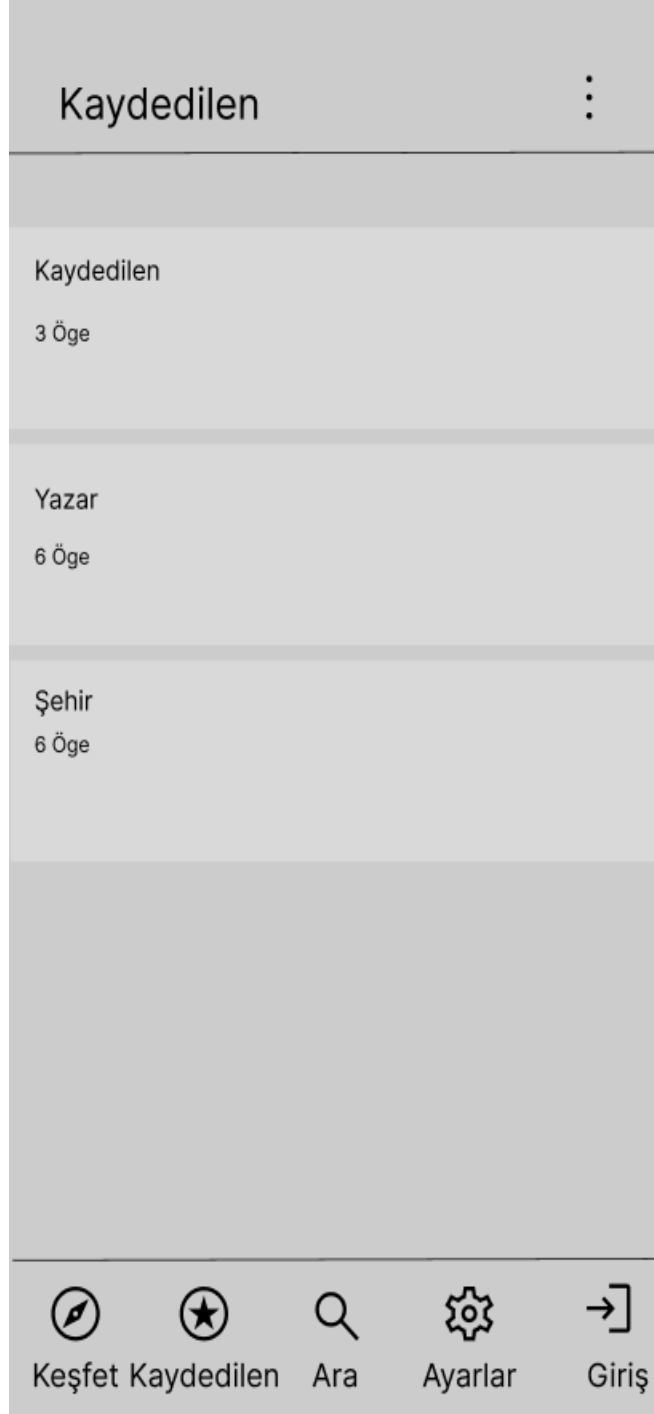 Kaydedilen
Kaydedilen
3 Öge
Yazar
6 Öge
Şehir
6 Öge
Keşfet Kaydedilen Ara Ayarlar Giriş